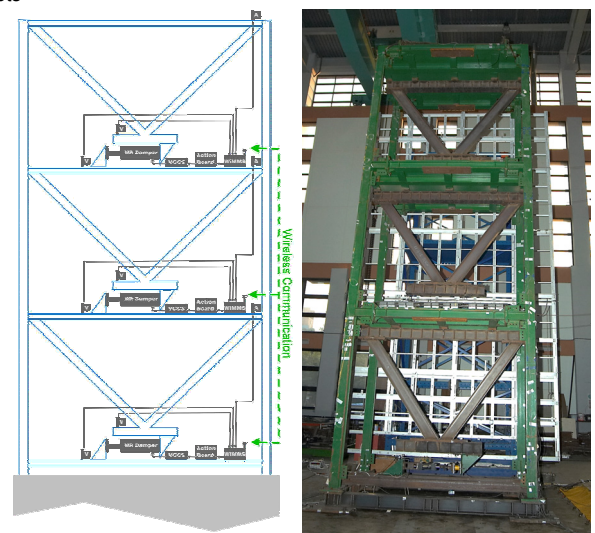 A
V
V
MR Damper
VCCS
Action
Board
WIMMS
A
V
V
MR Damper
VCCS
Action
Board
WIMMS
A
V
V
MR Damper
VCCS
Action
Board
WIMMS
Wireless Communication